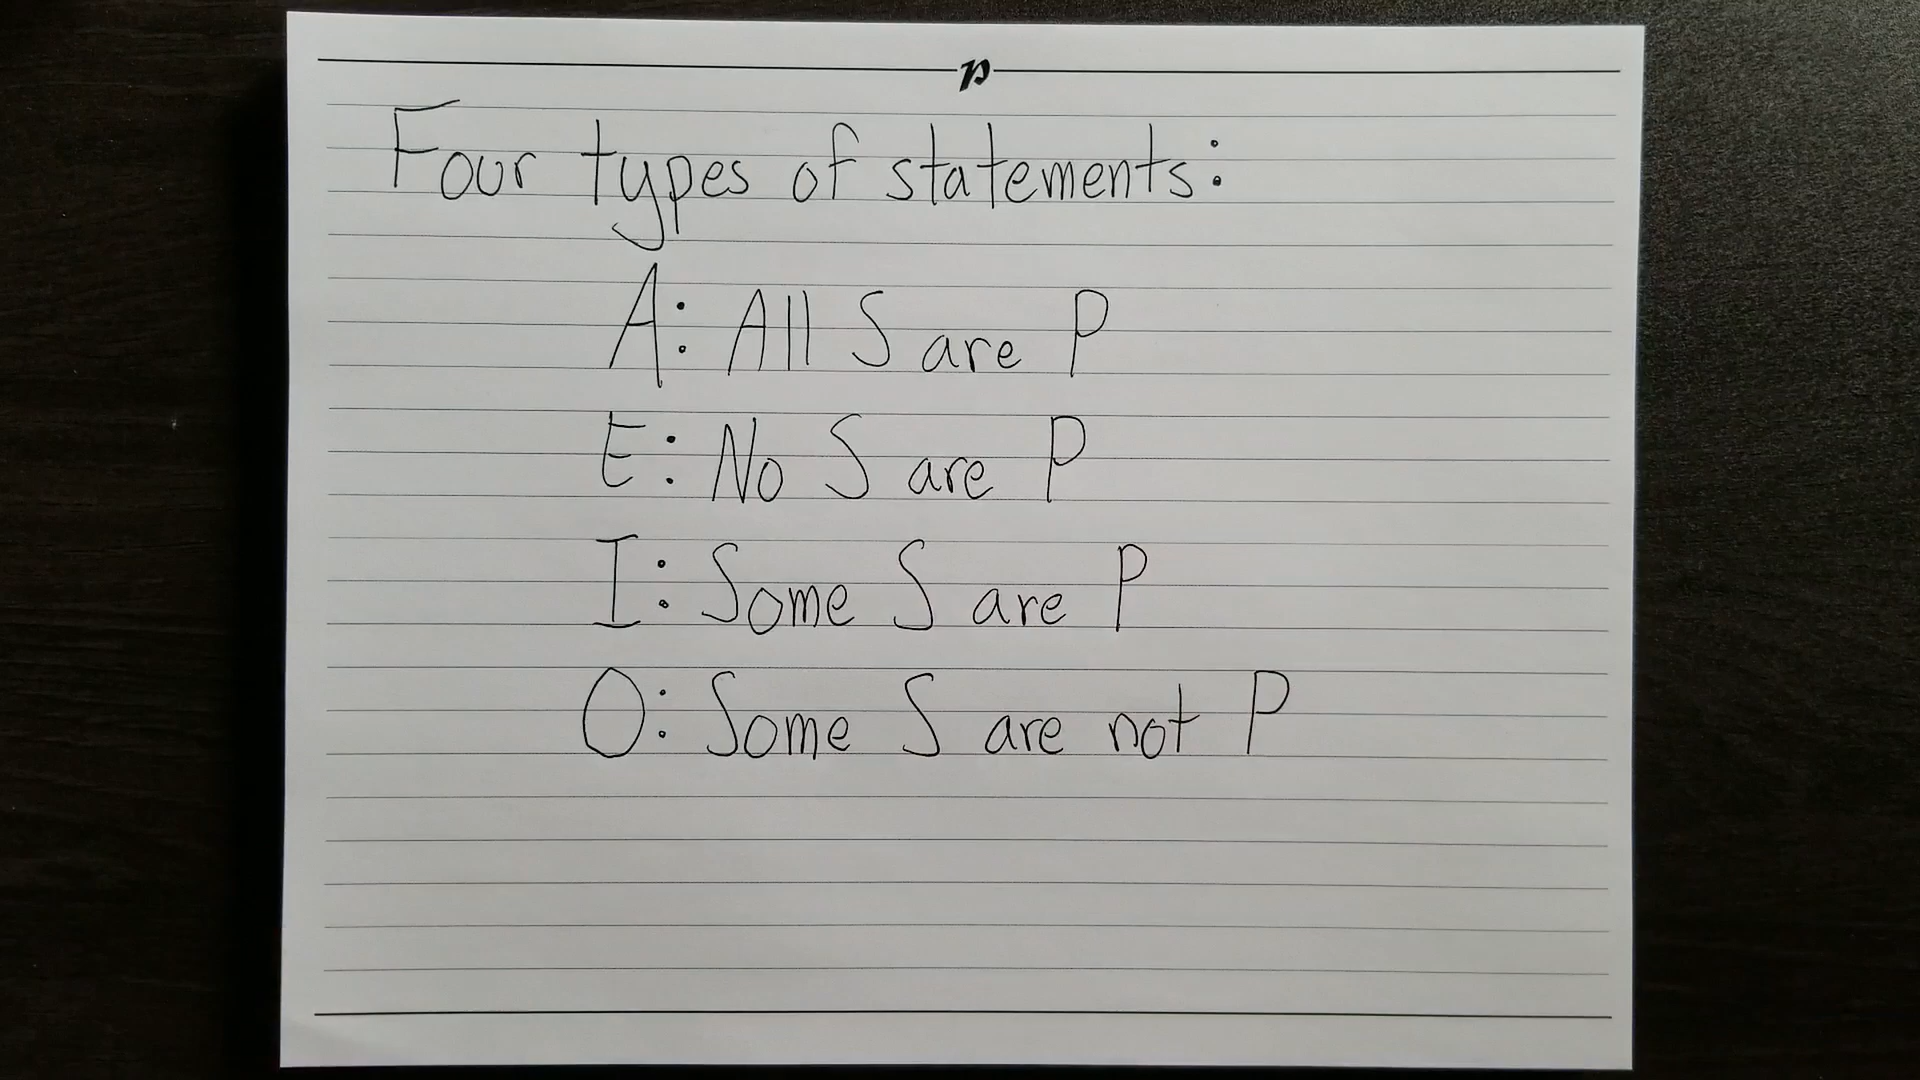 Four types of statements:
A: All S are P
E: No S are P
I: Some S are P
O: Some S are not P